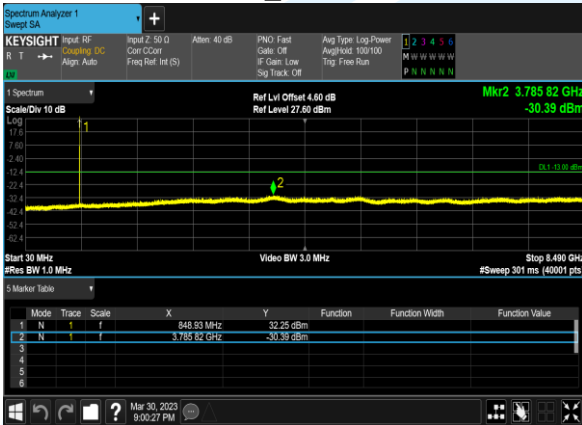 Spectrum Analyzer 1
Swept SA
+
KEYSIGHT
R T
LU
Input: RF
Coupling: DC
Align: Auto
Input Z: 50 Ω
Corr CCorr
Freq Ref: Int (S)
Atten: 40 dB
PNO: Fast
Gate: Off
IF Gain: Low
Sig Track: Off
Avg Type: Log-Power
Avg|Hold: 100/100
Trig: Free Run
1 2 3 4 5 6
M W W W W W
P N N N N N
1 Spectrum
Scale/Div 10 dB
Ref Lvl Offset 4.60 dB
Ref Level 27.60 dBm
Mkr2 3.785 82 GHz
-30.39 dBm
Log
1
17.6
7.60
-2.40
DL1 -13.00 dBm
-12.4
2
-22.4
-32.4
-42.4
-52.4
-62.4
Start 30 MHz
#Res BW 1.0 MHz
Video BW 3.0 MHz
Stop 8.490 GHz
#Sweep 301 ms (40001 pts
5 Marker Table
Mode Trace Scale X Y Function Function Width Function Value
1 N 1 f 848.93 MHz 32.25 dBm
2 N 1 f 3.785 82 GHz -30.39 dBm
3
4
5
6
?
Mar 30, 2023
9:00:27 PM